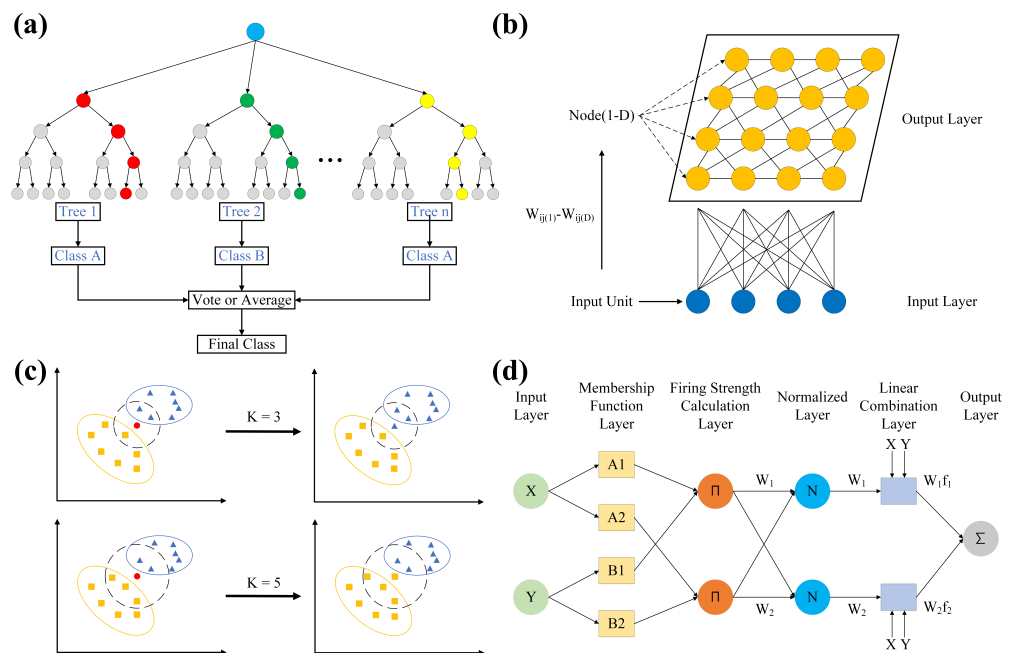 (a)
Tree 1
Tree 2
Tree n
Class A
Class B
Class A
Vote or Average
Final Class
(b)
Node(1-D)
Output Layer
Wij(1)-Wij(D)
Input Unit
Input Layer
(c)
K = 3
K = 5
(d)
Input
Layer
Membership
Function
Layer
Firing Strength
Calculation
Layer
Normalized
Layer
Linear
Combination
Layer
Output
Layer
X Y
X
A1
A2
Π
W1
N
W1
W1f1
Σ
Y
B1
B2
Π
W2
N
W2
W2f2
X Y